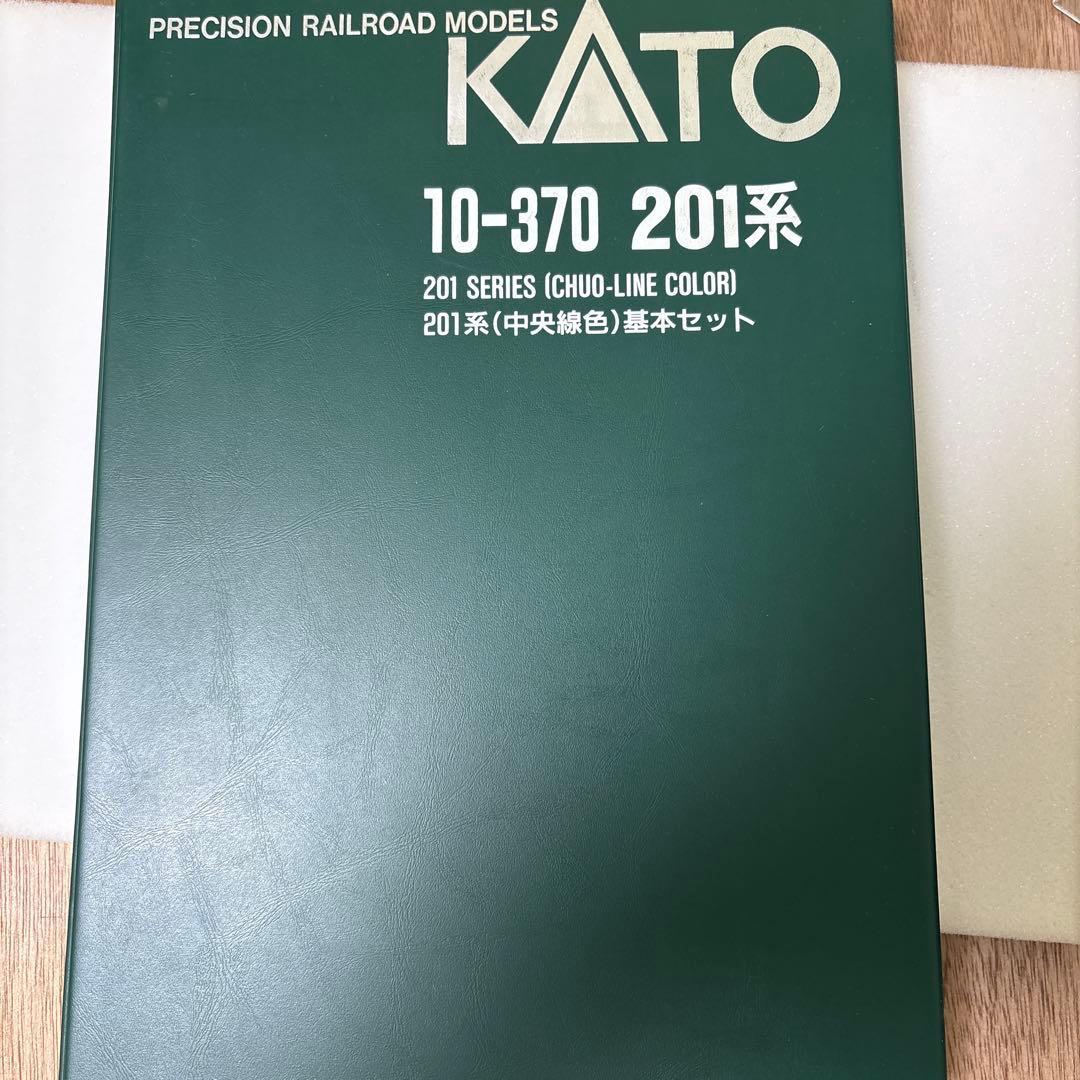 PRECISION RAILROAD MODELS
KATO
10-370 201系
201 SERIES (CHUO-LINE COLOR)
201系(中央線色)基本セット